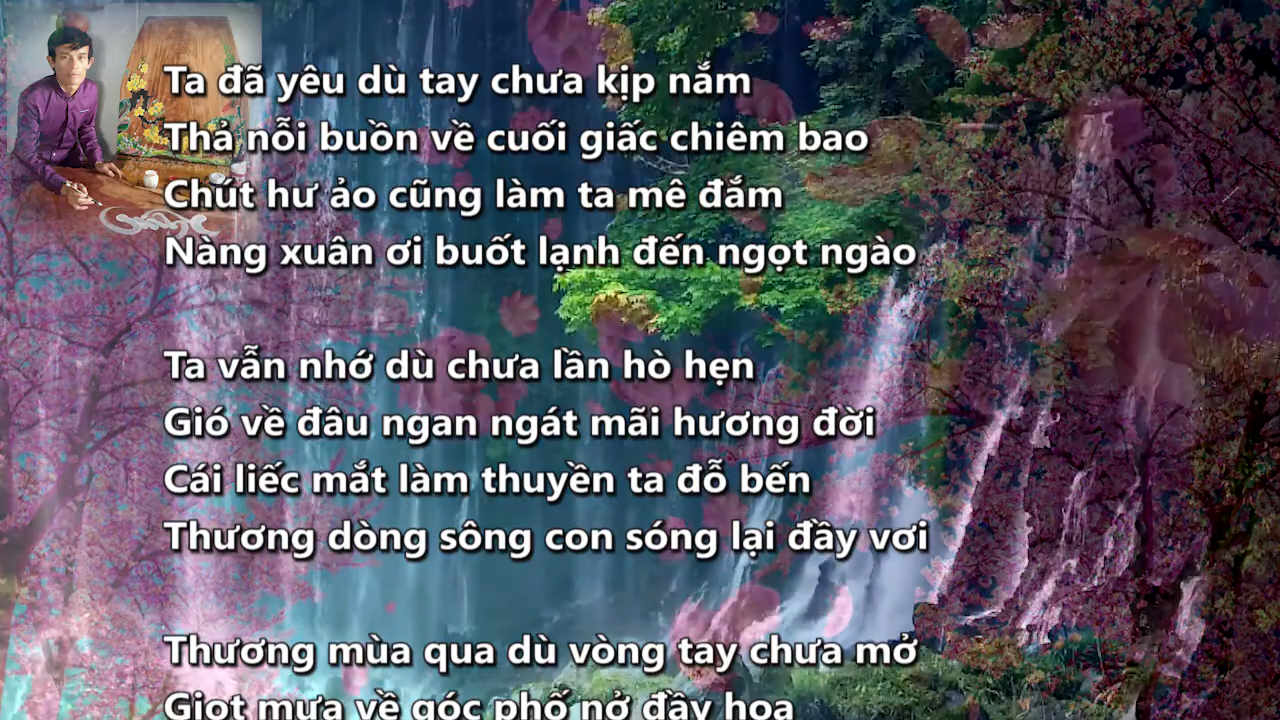 Ta đã yêu dù tay chưa kịp nắm
Thả nỗi buồn về cuối giấc chiêm bao
Chút hư ảo cũng làm ta mê đắm
Nàng xuân ơi buốt lạnh đến ngọt ngào
Ta vẫn nhớ dù chưa lần hò hẹn
Gió về đâu ngan ngát mãi hương đời
Cái liếc mắt làm thuyền ta đỗ bến
Thương dòng sông con sóng lại đầy vơi
Thương mùa qua dù vòng tay chưa mở
Giọt mưa về góc phố nở đầy hoa